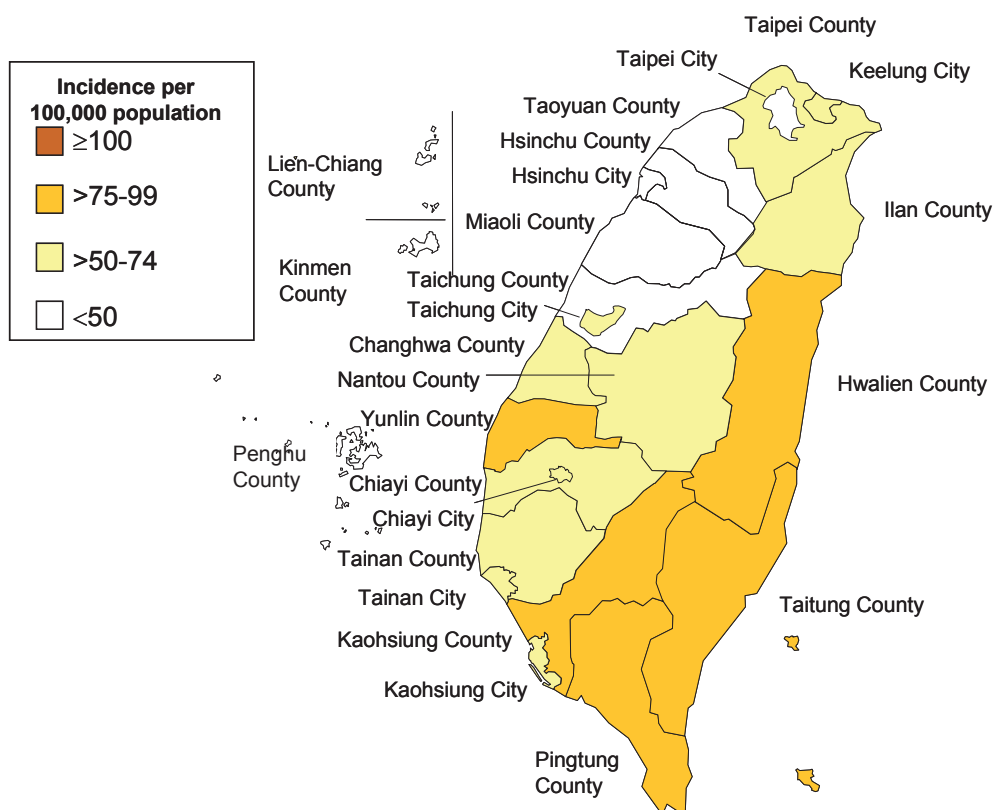 Taipei County
Taipei City
Keelung City
Incidence per
100,000 population
≥100
>75-99
>50-74
<50
Taoyuan County
Hsinchu County
Hsinchu City
Lien-Chiang
County
Miaoli County
Ilan County
Kinmen
County
Taichung County
Taichung City
Changhwa County
Nantou County
Hwalien County
Yunlin County
Penghu
County
Chiayi County
Chiayi City
Tainan County
Tainan City
Taitung County
Kaohsiung County
Kaohsiung City
Pingtung
County